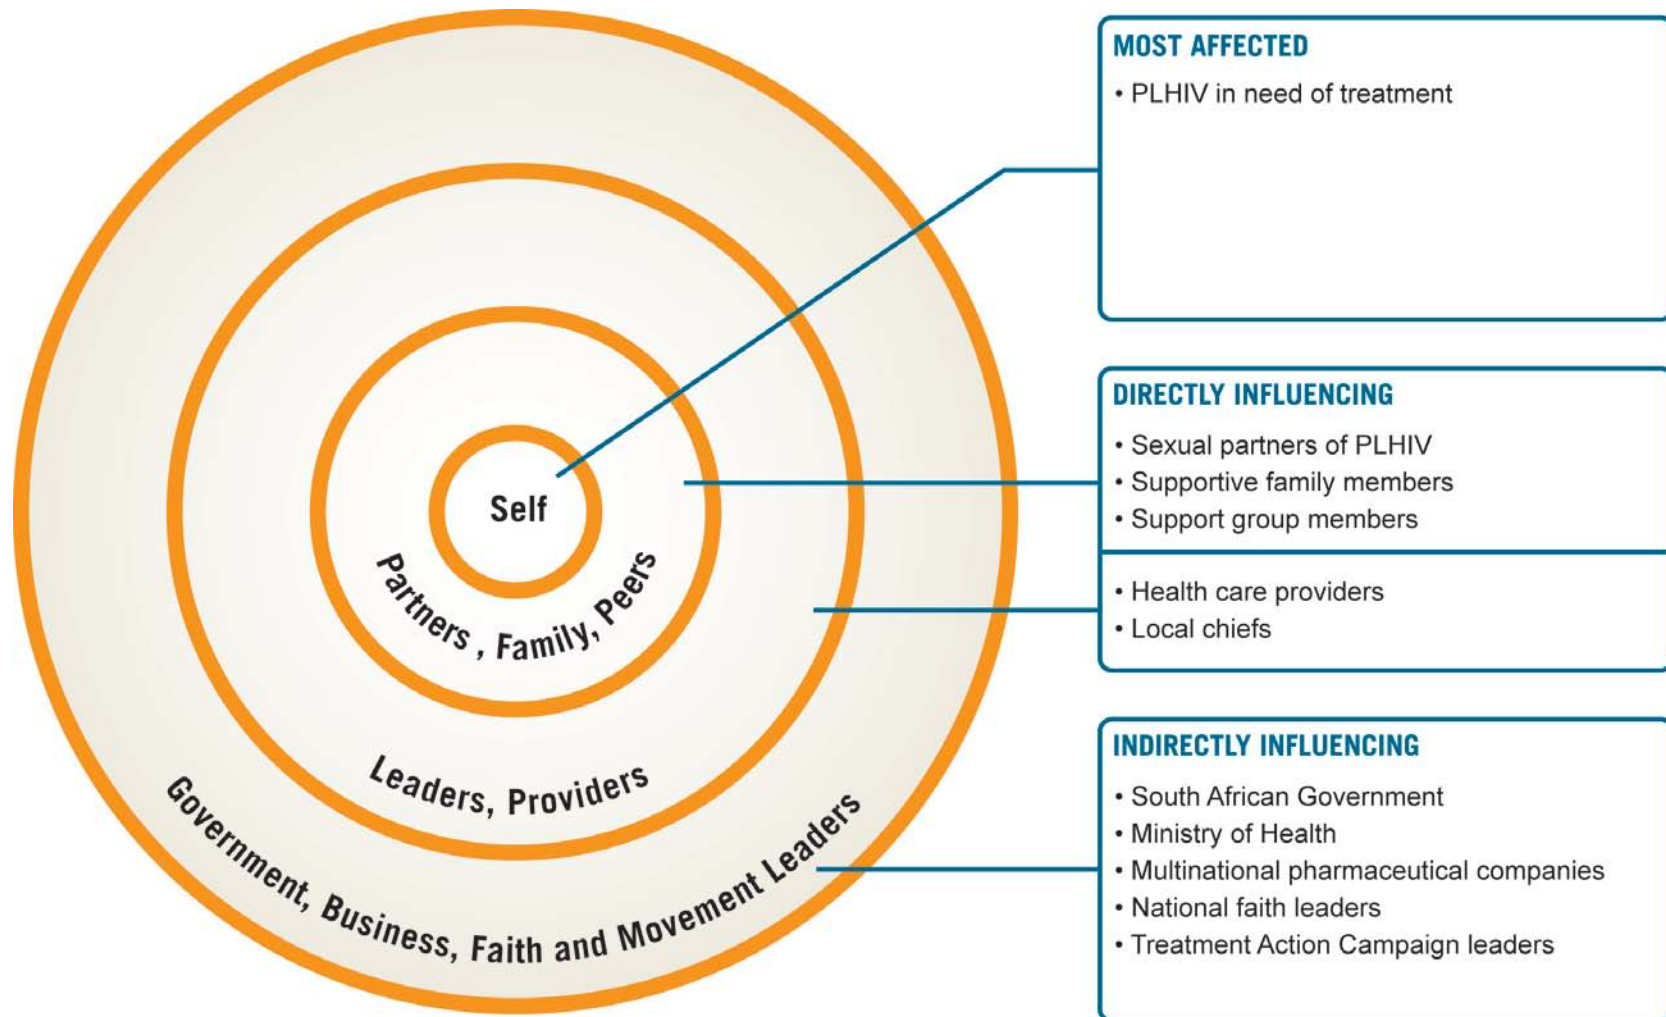 Self
Partners , Family, Peers
Leaders, Providers
Government, Business, Faith and Movement Leaders
MOST AFFECTED
• PLHIV in need of treatment
DIRECTLY INFLUENCING
• Sexual partners of PLHIV
• Supportive family members
• Support group members
• Health care providers
• Local chiefs
INDIRECTLY INFLUENCING
• South African Government
• Ministry of Health
• Multinational pharmaceutical companies
• National faith leaders
• Treatment Action Campaign leaders